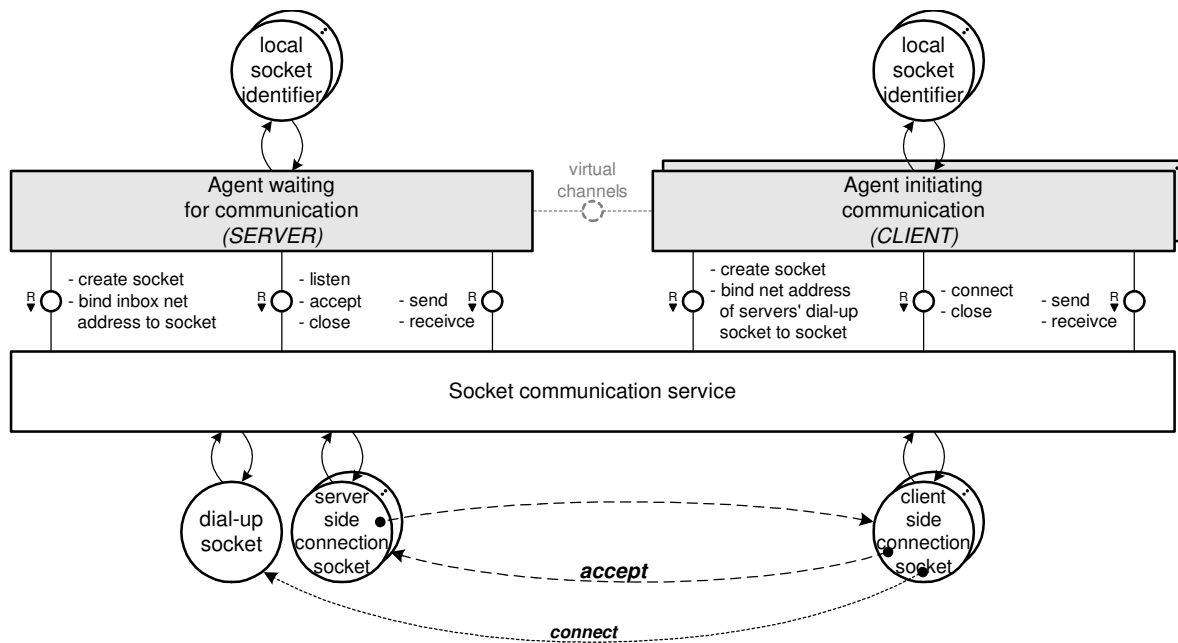 local
socket
identifier
local
socket
identifier
Agent waiting
for communication
(SERVER)
virtual
channels
Agent initiating
communication
(CLIENT)
R
- create socket
- bind inbox net
address to socket
R
- listen
- accept
- close
R
- send
- receivce
R
- create socket
- bind net address
of servers' dial-up
socket to socket
R
- connect
- close
R
- send
- receivce
Socket communication service
dial-up
socket
server
side
connection
socket
client
side
connection
socket
accept
connect